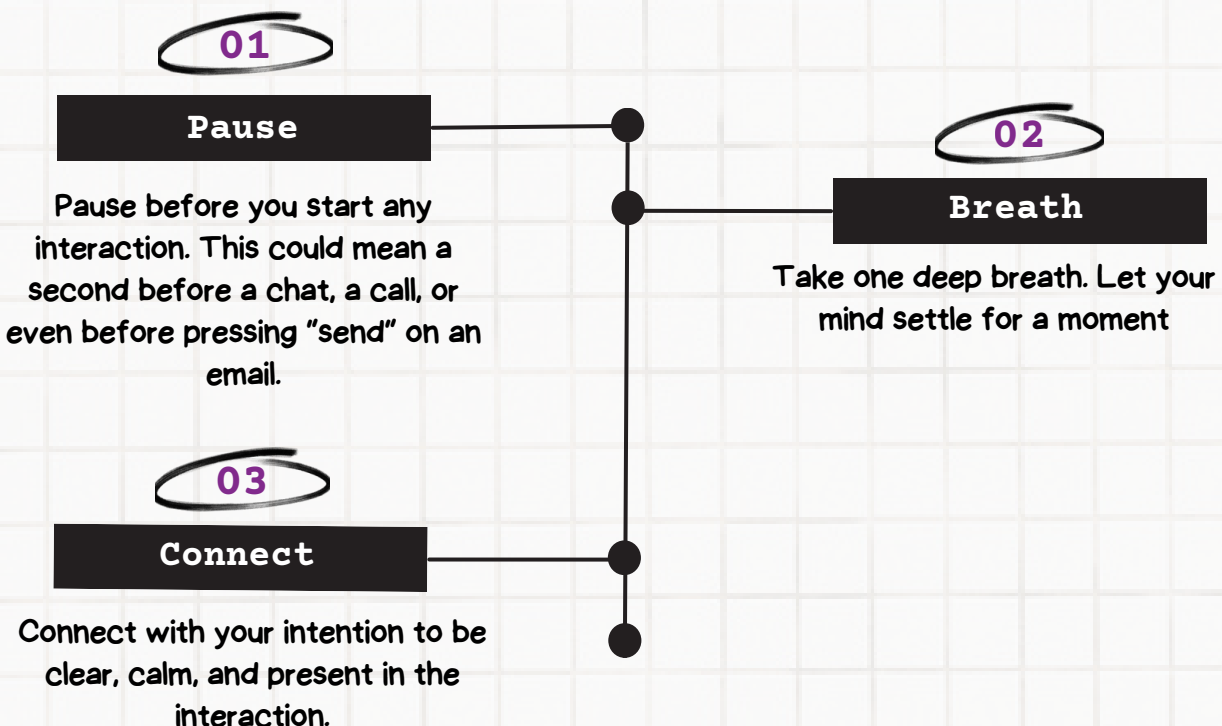 01
Pause
Pause before you start any
interaction. This could mean a
second before a chat, a call, or
even before pressing "send" on an
email.
02
Breath
Take one deep breath. Let your
mind settle for a moment
03
Connect
Connect with your intention to be
clear, calm, and present in the
interaction.